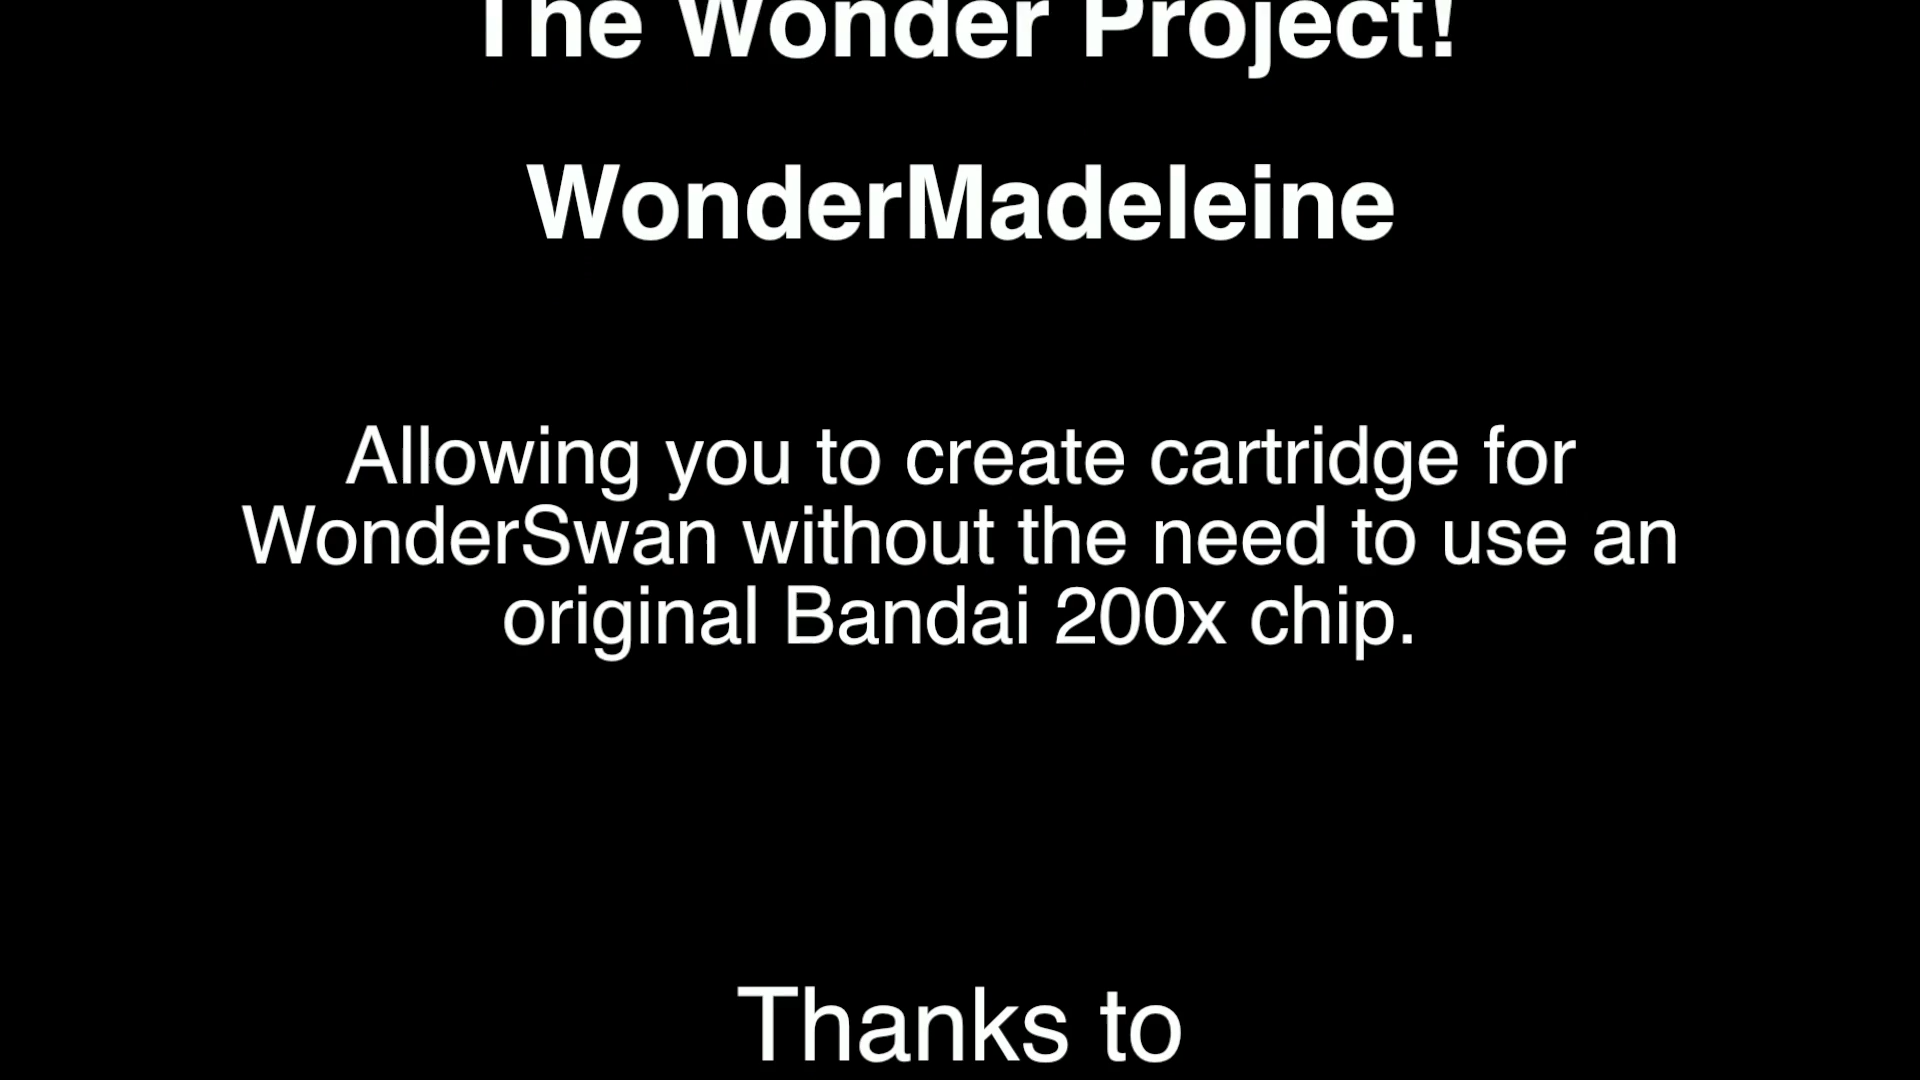 The Wonder Project!
WonderMadeleine
Allowing you to create cartridge for
WonderSwan without the need to use an
original Bandai 200x chip.
Thanks to